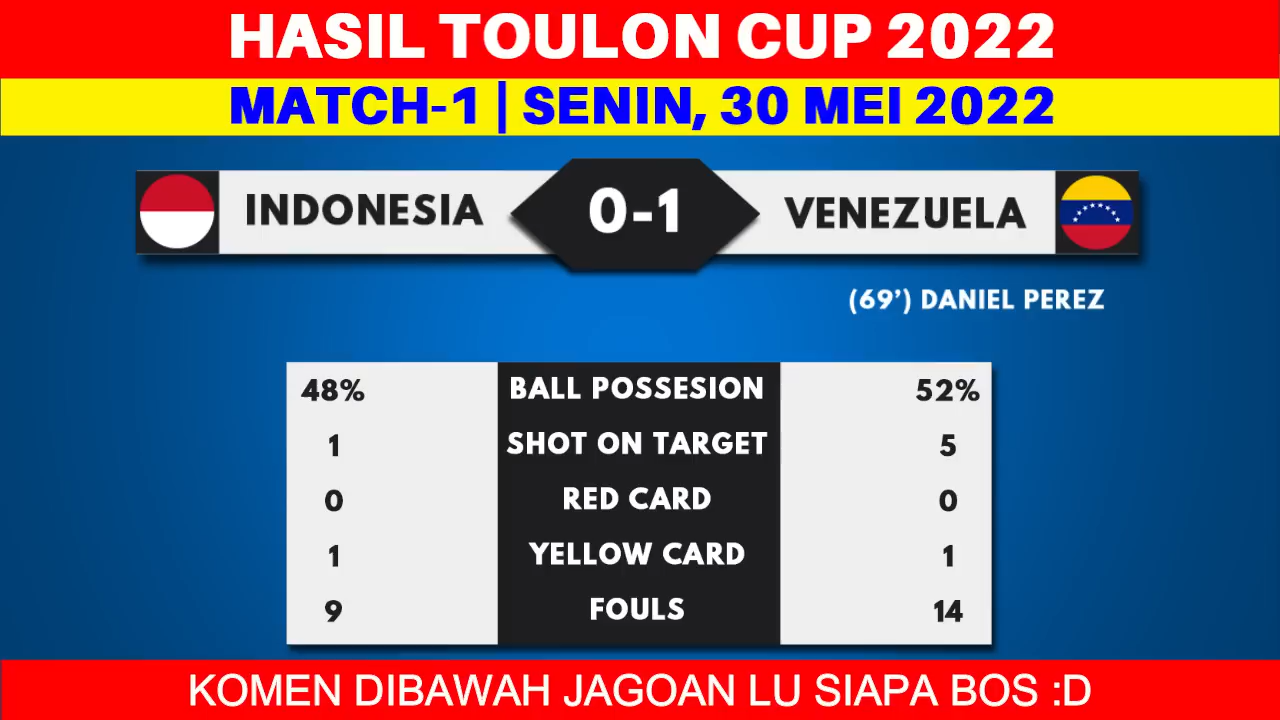 HASIL TOULON CUP 2022
MATCH-1 | SENIN, 30 MEI 2022
INDONESIA 0-1 VENEZUELA
(69’) DANIEL PEREZ
48% BALL POSSESION 52%
1 SHOT ON TARGET 5
0 RED CARD 0
1 YELLOW CARD 1
9 FOULS 14
KOMEN DIBAWAH JAGOAN LU SIAPA BOS :D